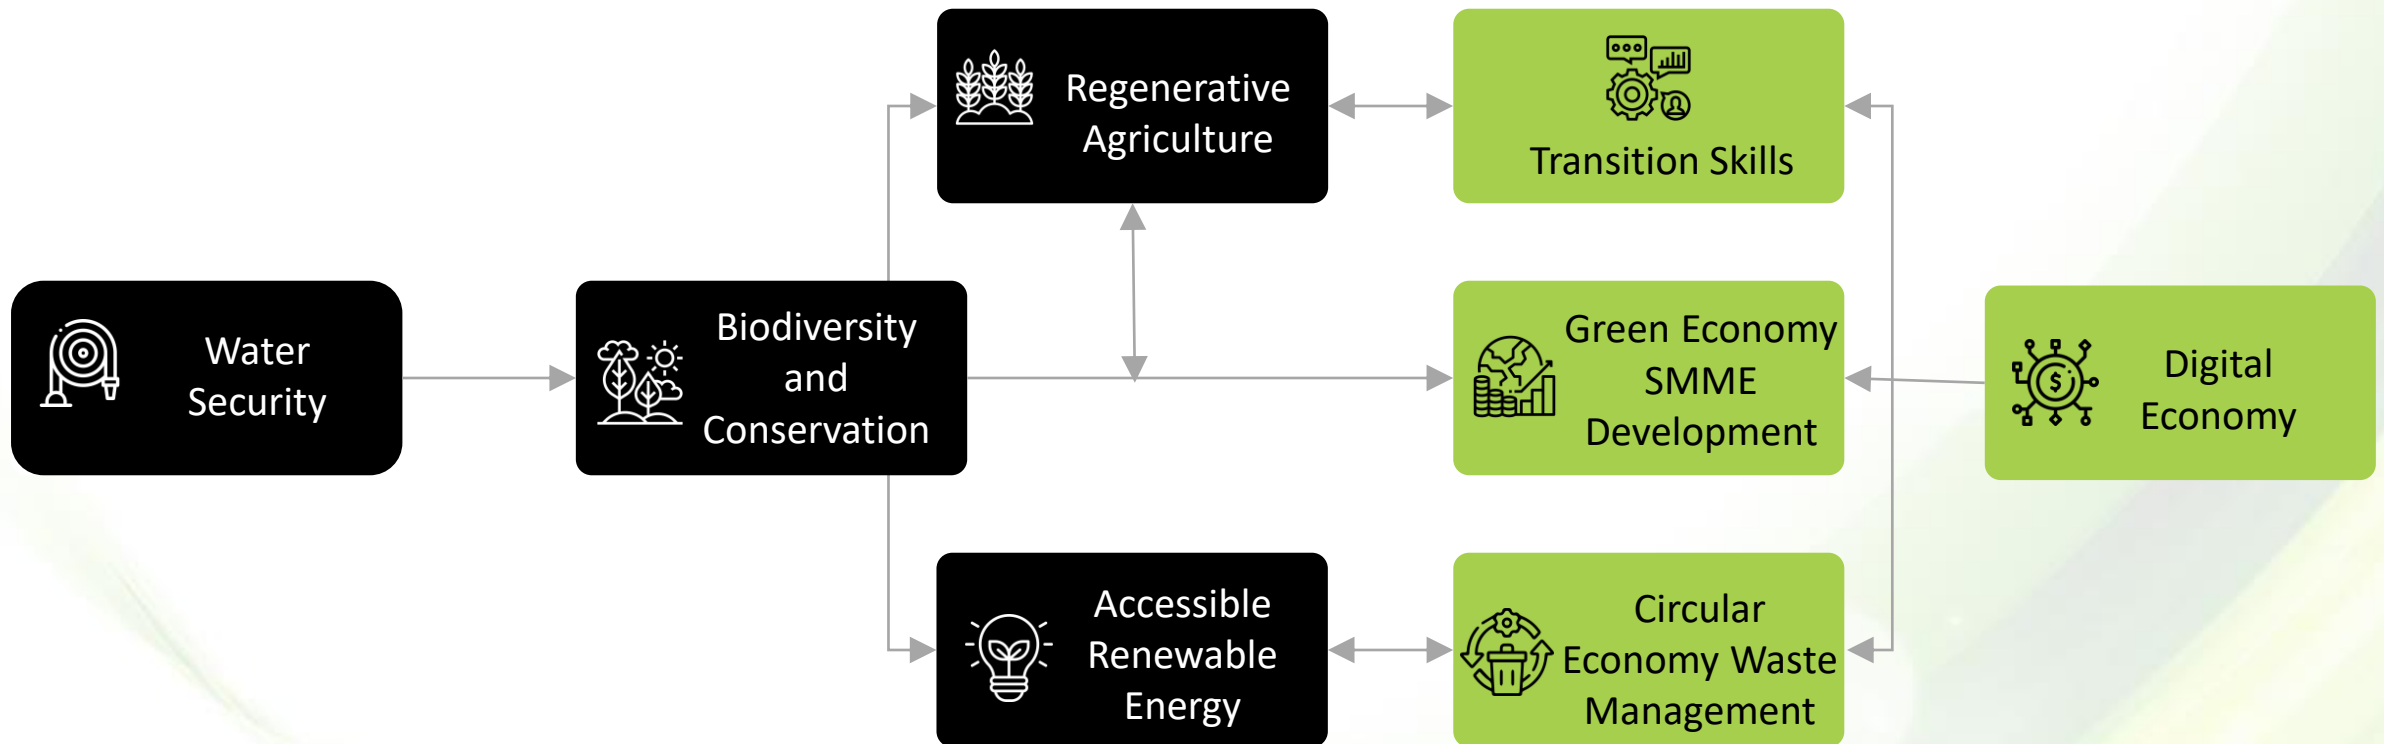 Regenerative
Agriculture
Transition Skills
Water
Security
Biodiversity
and
Conservation
Green Economy
SMME
Development
Digital
Economy
Accessible
Renewable
Energy
Circular
Economy Waste
Management